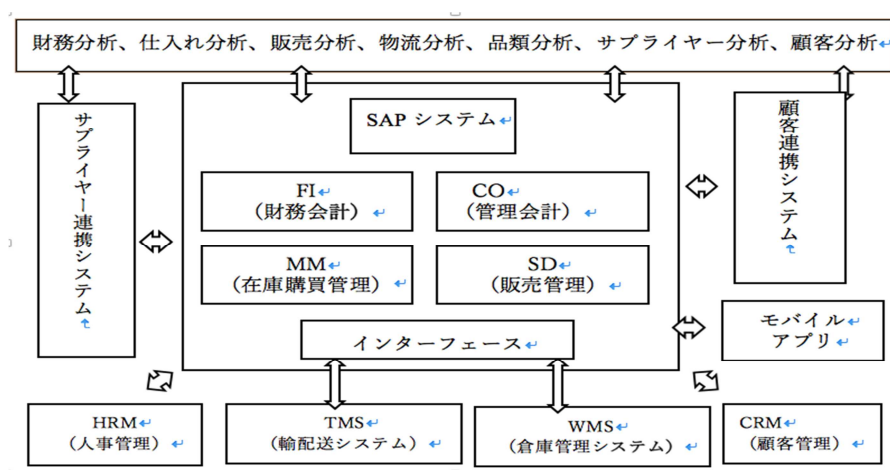 財務分析、仕入れ分析、販売分析、物流分析、品類分析、サプライヤー分析、顧客分析↵
サプライヤー連携システム↵
SAP システム↵
FI↵
（財務会計）↵
CO↵
（管理会計）↵
MM↵
（在庫購買管理）↵
SD↵
（販売管理）↵
インターフェース↵
顧客連携システム↵
モバイル↵
アプリ↵
HRM↵
（人事管理）↵
TMS↵
（輸配送システム）↵
WMS↵
（倉庫管理システム）↵
CRM↵
（顧客管理）↵